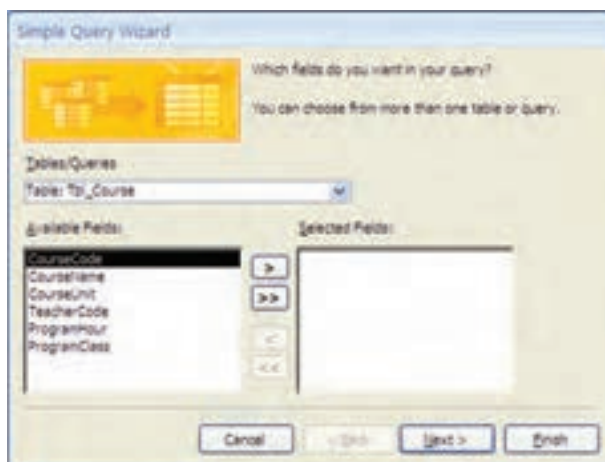 Simple Query Wizard
Which fields do you want in your query?
You can choose from more than one table or query.
Tables/Queries
Table: Tbl_Course
Available Fields:
Selected Fields:
CourseCode
CourseName
CourseUnit
TeacherCode
ProgramHour
ProgramClass
>
>>
<
<<
Cancel
< Back
Next >
Finish